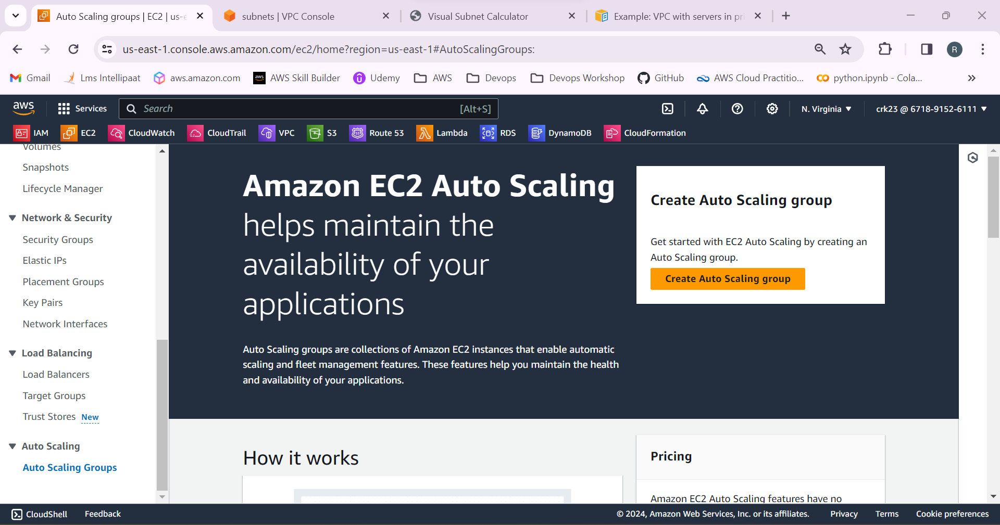 Auto Scaling groups | EC2 | us-e
subnets | VPC Console
Visual Subnet Calculator
Example: VPC with servers in pri
us-east-1.console.aws.amazon.com/ec2/home?region=us-east-1#AutoScalingGroups:
R
Gmail
Lms Intellipaat
aws.amazon.com
aws
AWS Skill Builder
Udemy
AWS
Devops
Devops Workshop
GitHub
AWS Cloud Practitio...
python.ipynb - Cola...
aws
Services
Search
[Alt+S]
N. Virginia
crk23 @ 6718-9152-6111
IAM
EC2
CloudWatch
CloudTrail
VPC
S3
53
Route 53
Lambda
RDS
DynamoDB
CloudFormation
Volumes
Snapshots
Lifecycle Manager
Network & Security
Security Groups
Elastic IPs
Placement Groups
Key Pairs
Network Interfaces
Load Balancing
Load Balancers
Target Groups
Trust Stores New
Auto Scaling
Auto Scaling Groups
Amazon EC2 Auto Scaling
helps maintain the
availability of your
applications
Auto Scaling groups are collections of Amazon EC2 instances that enable automatic
scaling and fleet management features. These features help you maintain the health
and availability of your applications.
Create Auto Scaling group
Get started with EC2 Auto Scaling by creating an
Auto Scaling group.
Create Auto Scaling group
How it works
Pricing
Amazon EC2 Auto Scaling features have no
CloudShell
Feedback
© 2024, Amazon Web Services, Inc. or its affiliates.
Privacy
Terms
Cookie preferences